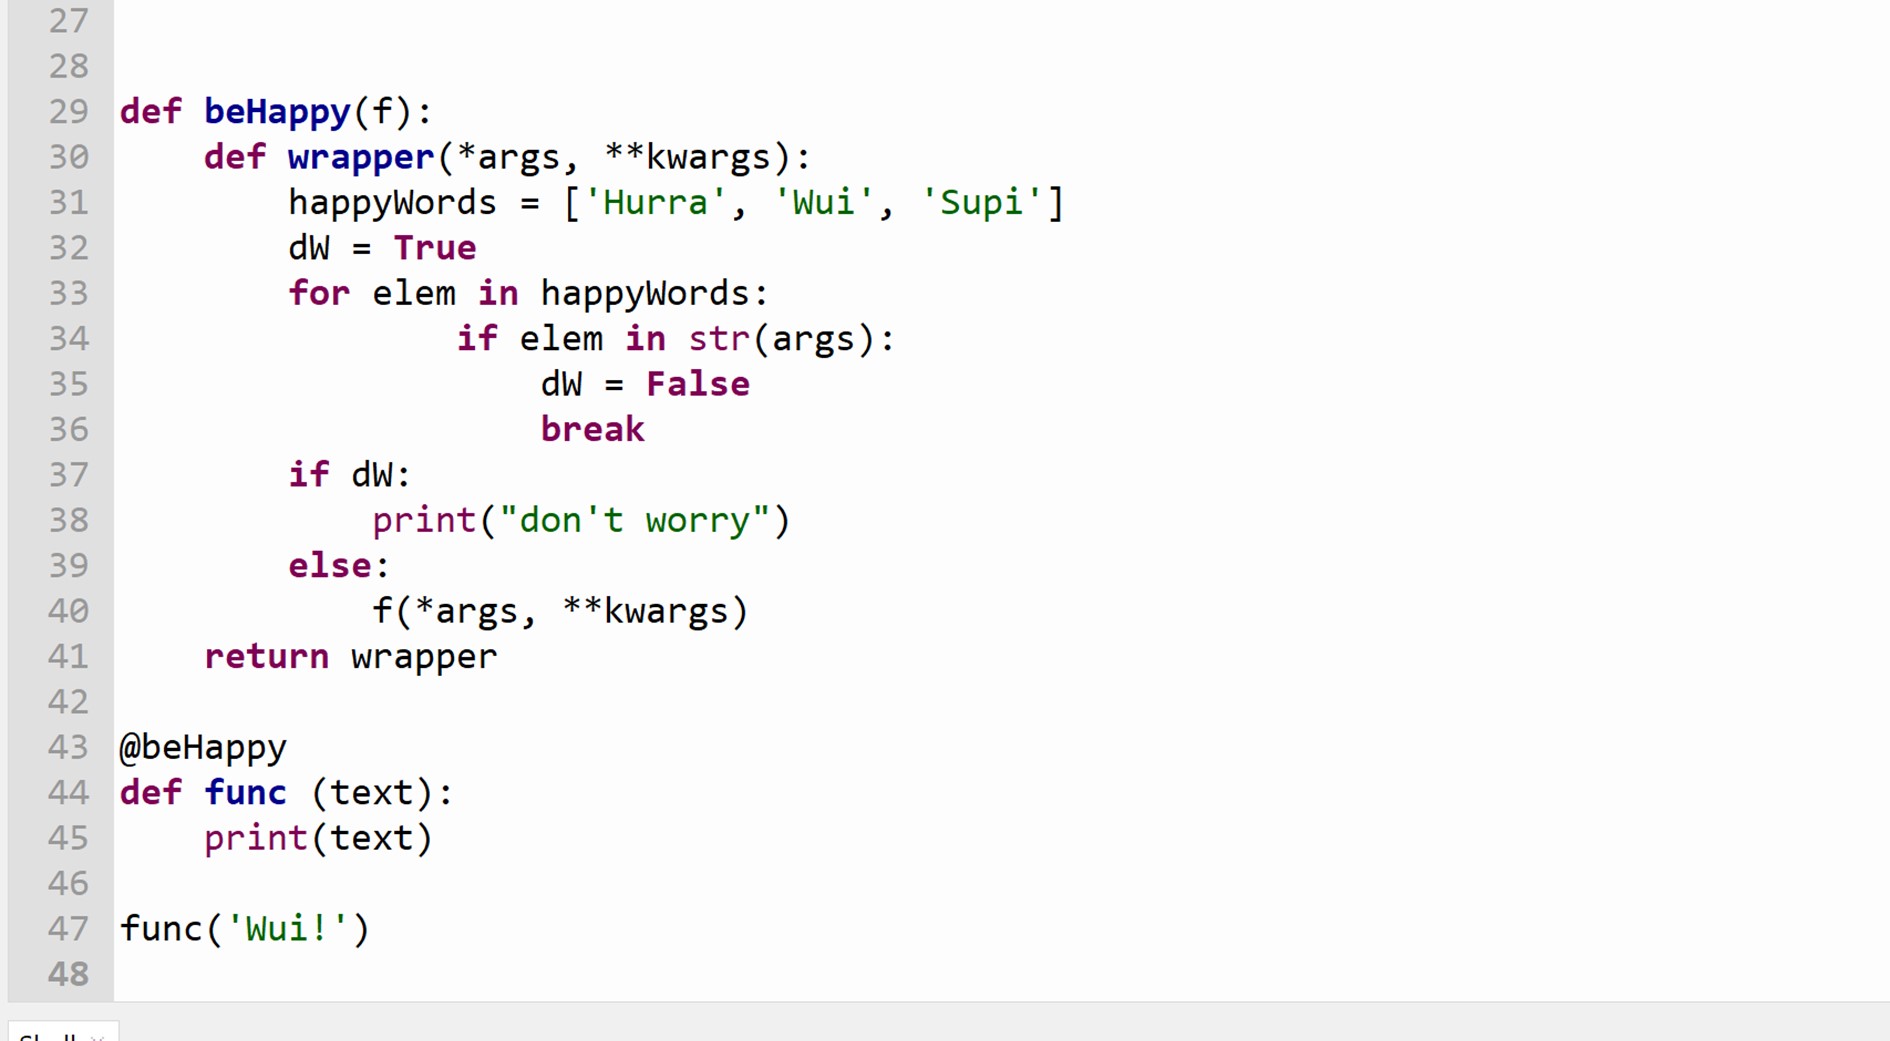 27
28
29 def beHappy(f):
30     def wrapper(*args, **kwargs):
31         happyWords = ['Hurra', 'Wui', 'Supi']
32         dW = True
33         for elem in happyWords:
34                 if elem in str(args):
35                     dW = False
36                     break
37         if dW:
38             print("don't worry")
39         else:
40             f(*args, **kwargs)
41     return wrapper
42
43 @beHappy
44 def func (text):
45     print(text)
46
47 func('Wui!')
48